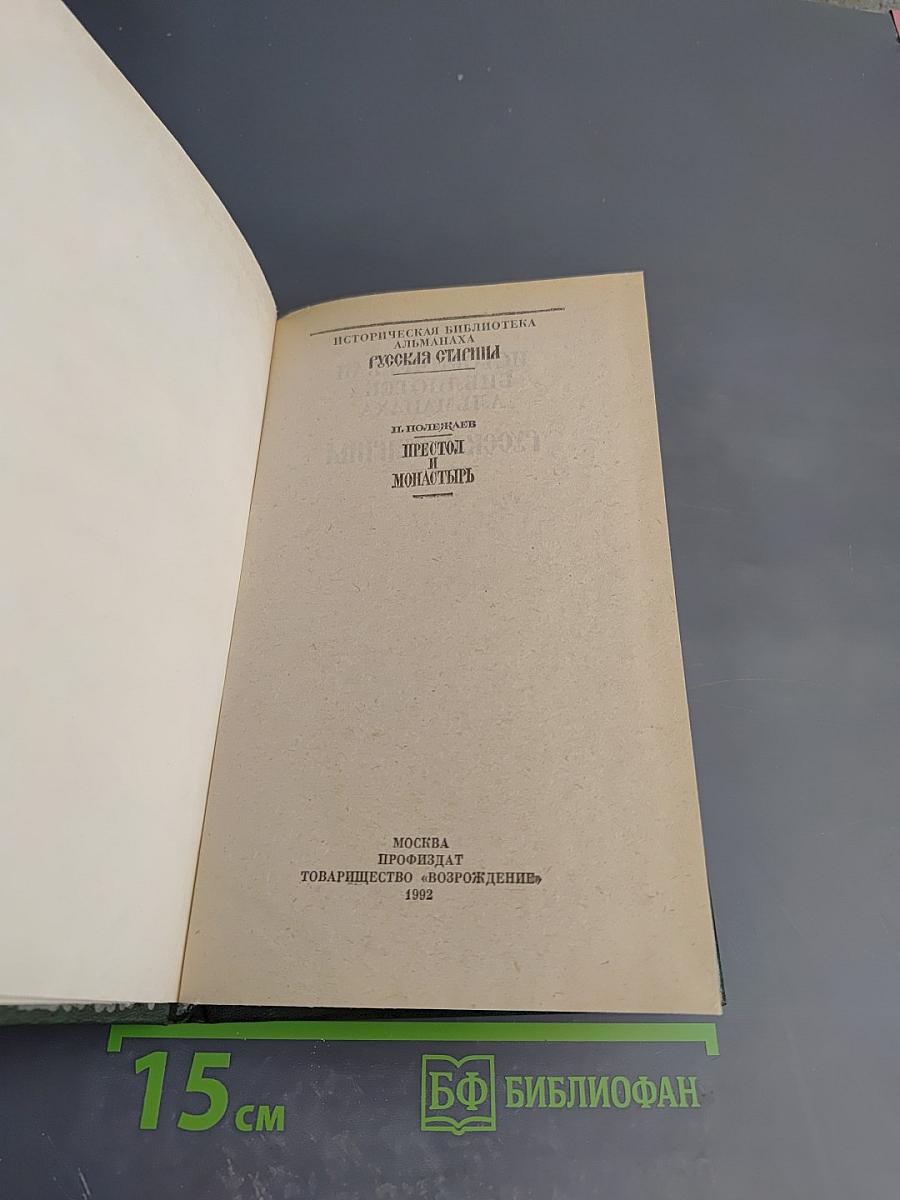 ИСТОРИЧЕСКАЯ БИБЛИОТЕКА
АЛЬМАНАХА
РУССКАЯ СТАРИНА
П. ПОЛЕЖАЕВ
ПРЕСТОЛ
И
МОНАСТЫРЬ
МОСКВА
ПРОФИЗДАТ
ТОВАРИЩЕСТВО «ВОЗРОЖДЕНИЕ»
1992
15 см
БФ БИБЛИОФАН